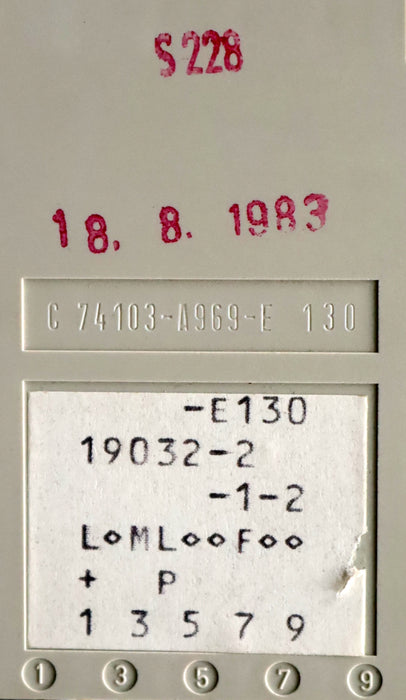 S228
18. 8. 1983
C 74103-A969-E 130
-E130
19032-2
-1-2
L⋄ML⋄⋄F⋄⋄
+ P
1 3 5 7 9
1 3 5 7 9